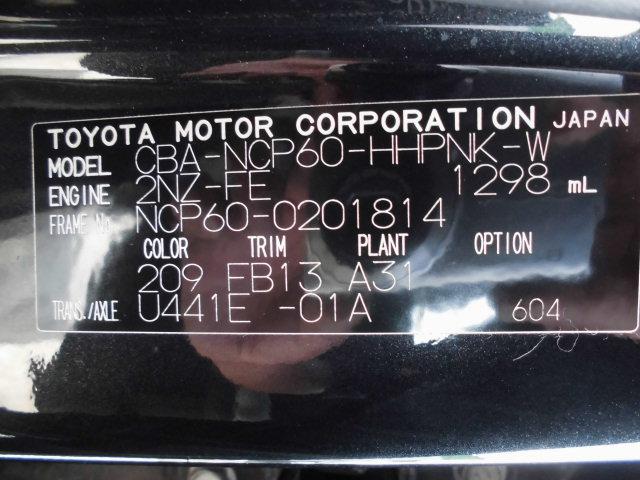 TOYOTA MOTOR CORPORATION JAPAN
MODEL CBA-NCP60-HHPNK-W
ENGINE 2NZ-FE 1298 mL
FRAME No. NCP60-0201814
COLOR TRIM PLANT OPTION
209 FB13 A31
TRANS./AXLE U441E -01A 604